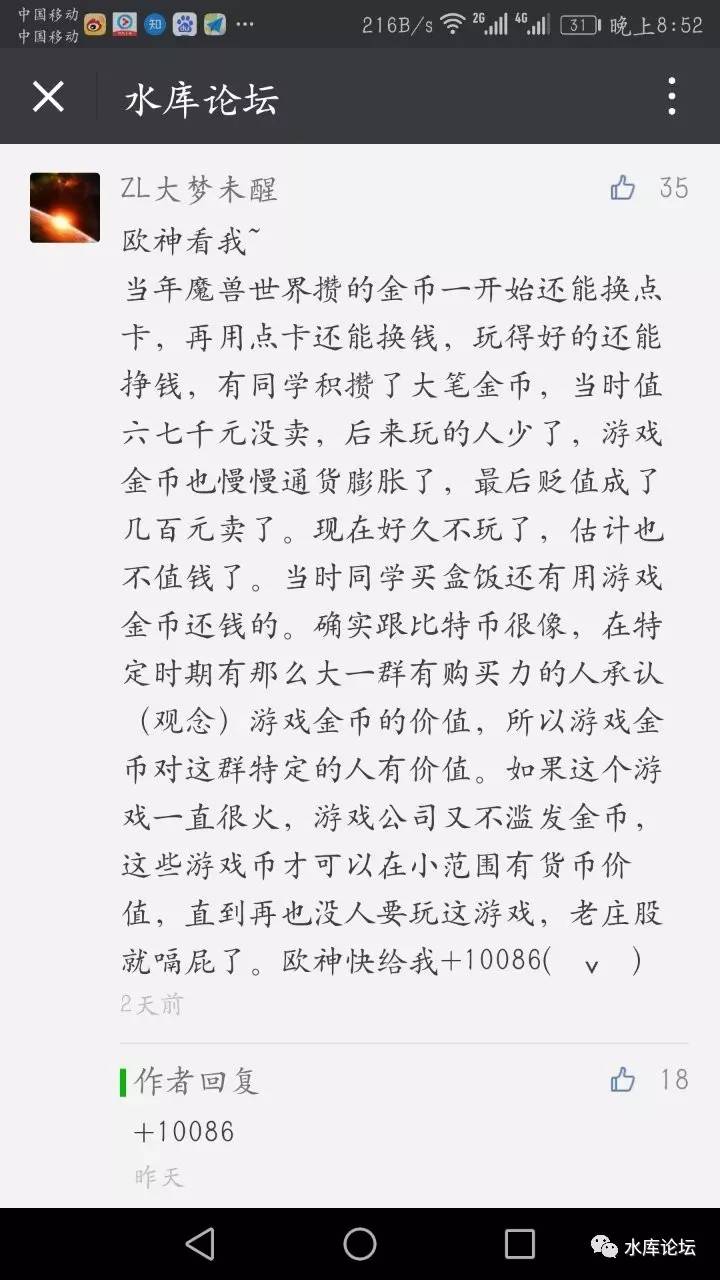 中国移动
中国移动
知
216B/s 2G 4G 31 晚上8:52
水库论坛
ZL大梦未醒 35
欧神看我~
当年魔兽世界攒的金币一开始还能换点
卡，再用点卡还能换钱，玩得好的还能
挣钱，有同学积攒了大笔金币，当时值
六七千元没卖，后来玩的人少了，游戏
金币也慢慢通货膨胀了，最后贬值成了
几百元卖了。现在好久不玩了，估计也
不值钱了。当时同学买盒饭还有用游戏
金币还钱的。确实跟比特币很像，在特
定时期有那么大一群有购买力的人承认
（观念）游戏金币的价值，所以游戏金
币对这群特定的人有价值。如果这个游
戏一直很火，游戏公司又不滥发金币，
这些游戏币才可以在小范围有货币价
值，直到再也没人要玩这游戏，老庄股
就嗝屁了。欧神快给我+10086( v )
2天前
作者回复 18
+10086
昨天
水库论坛